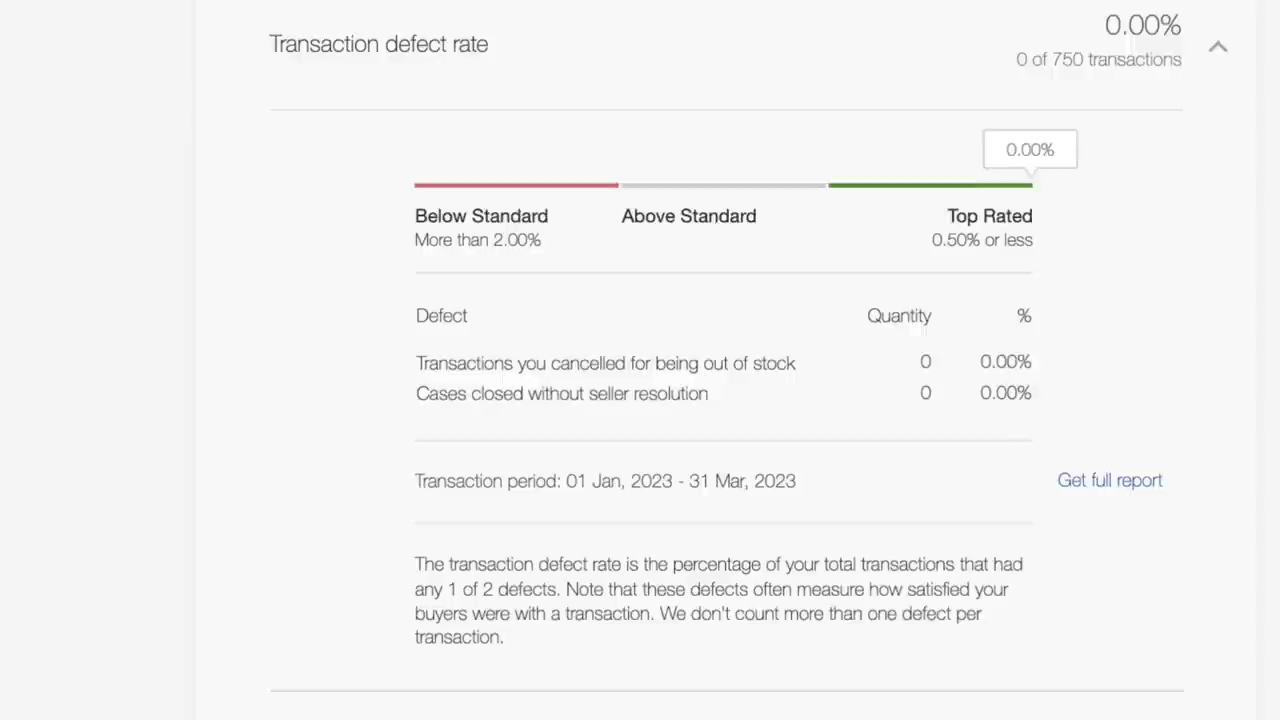 Transaction defect rate
0.00%
0 of 750 transactions
0.00%
Below Standard
Above Standard
Top Rated
More than 2.00%
0.50% or less
Defect Quantity %
Transactions you cancelled for being out of stock 0 0.00%
Cases closed without seller resolution 0 0.00%
Transaction period: 01 Jan, 2023 - 31 Mar, 2023
Get full report
The transaction defect rate is the percentage of your total transactions that had
any 1 of 2 defects. Note that these defects often measure how satisfied your
buyers were with a transaction. We don't count more than one defect per
transaction.